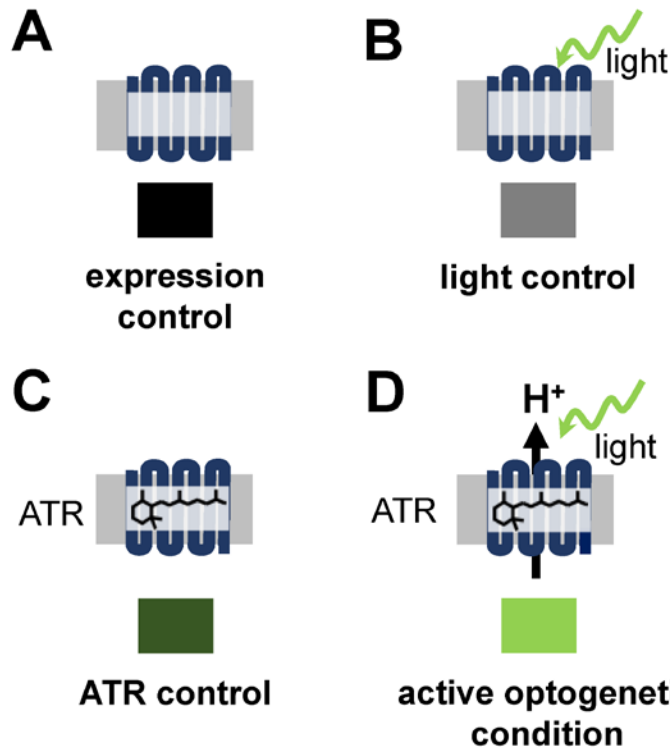 A
expression
control
B
light
light control
C
ATR
ATR control
D
H+
light
ATR
active optogenet
condition